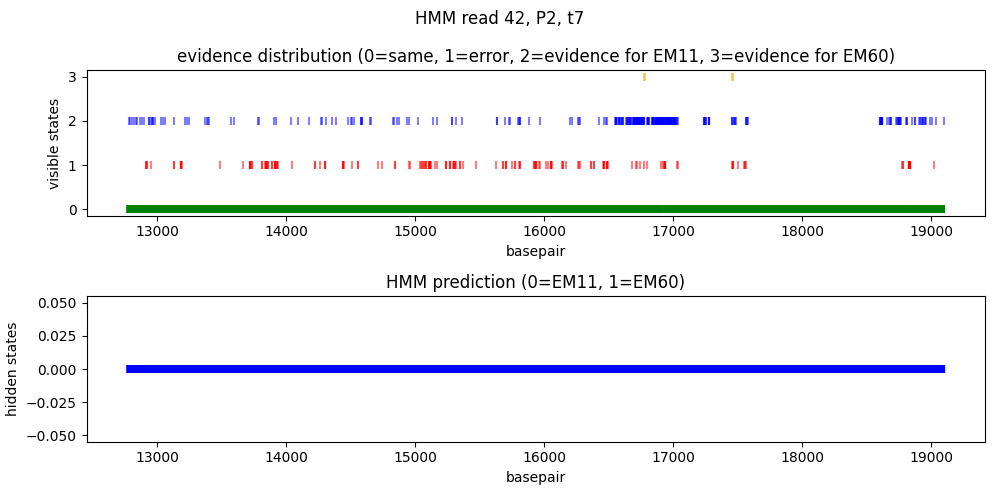 HMM read 42, P2, t7
evidence distribution (0=same, 1=error, 2=evidence for EM11, 3=evidence for EM60)
visible states
3
2
1
0
13000 14000 15000 16000 17000 18000 19000
basepair
HMM prediction (0=EM11, 1=EM60)
hidden states
0.050
0.025
0.000
−0.025
−0.050
13000 14000 15000 16000 17000 18000 19000
basepair